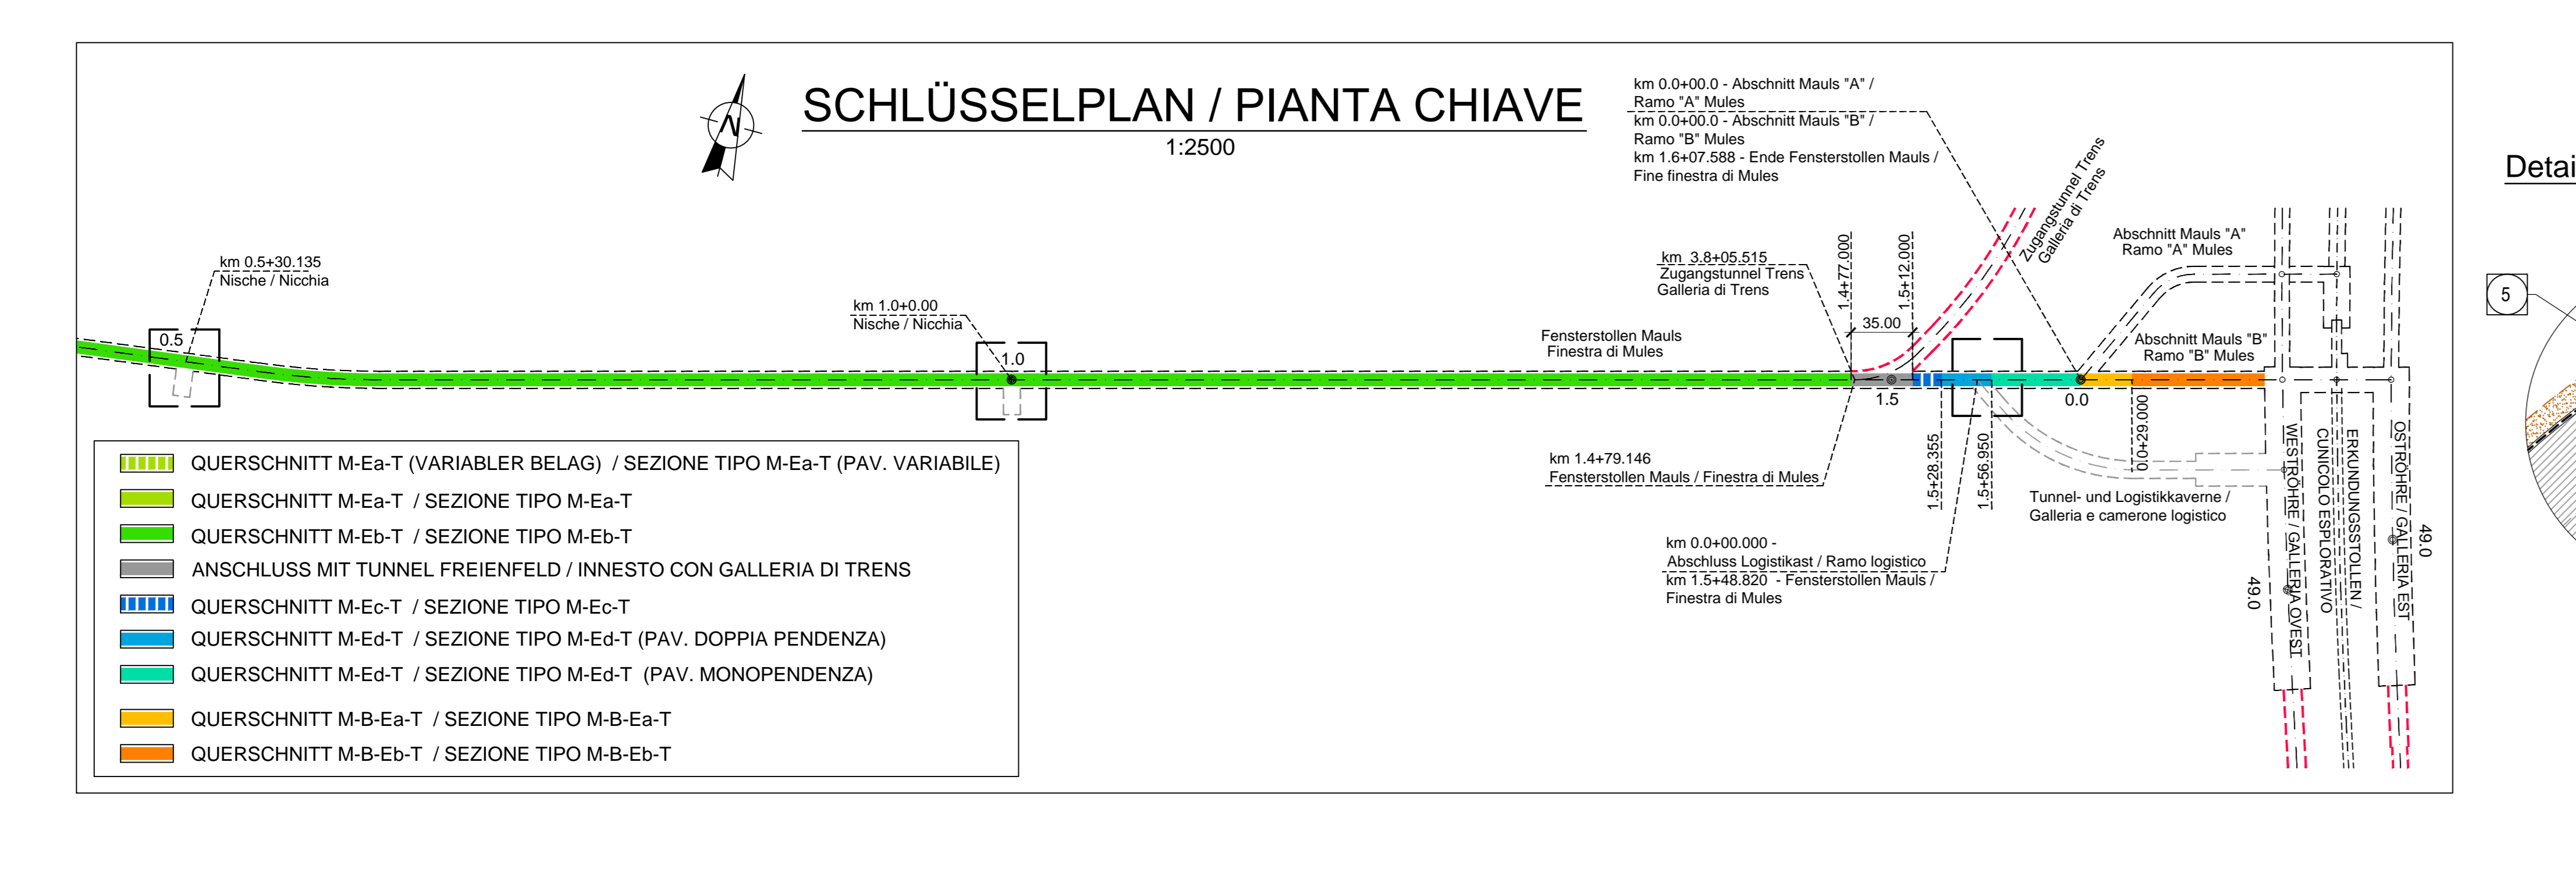 SCHLÜSSELPLAN / PIANTA CHIAVE
1:2500
N
km 0.0+00.0 - Abschnitt Mauls "A" /
Ramo "A" Mules
km 0.0+00.0 - Abschnitt Mauls "B" /
Ramo "B" Mules
km 1.6+07.588 - Ende Fensterstollen Mauls /
Fine finestra di Mules
Zugangstunnel Trens
Galleria di Trens
Abschnitt Mauls "A"
Ramo "A" Mules
km 0.5+30.135
Nische / Nicchia
0.5
km 1.0+0.00
Nische / Nicchia
1.0
km 3.8+05.515
Zugangstunnel Trens
Galleria di Trens
1.4+77.000
1.5+12.000
35.00
Fensterstollen Mauls
Finestra di Mules
Abschnitt Mauls "B"
Ramo "B" Mules
1.5
0.0
km 1.4+79.146
Fensterstollen Mauls / Finestra di Mules
1.5+28.355
1.5+56.950
0.0+29.000
Tunnel- und Logistikkaverne /
Galleria e camerone logistico
km 0.0+00.000 -
Abschluss Logistikast / Ramo logistico
km 1.5+48.820 - Fensterstollen Mauls /
Finestra di Mules
WESTRÖHRE / GALLERIA OVEST
ERKUNDUNGSSTOLLEN /
CUNICOLO ESPLORATIVO
OSTRÖHRE / GALLERIA EST
49.0
49.0
QUERSCHNITT M-Ea-T (VARIABLER BELAG) / SEZIONE TIPO M-Ea-T (PAV. VARIABILE)
QUERSCHNITT M-Ea-T / SEZIONE TIPO M-Ea-T
QUERSCHNITT M-Eb-T / SEZIONE TIPO M-Eb-T
ANSCHLUSS MIT TUNNEL FREIENFELD / INNESTO CON GALLERIA DI TRENS
QUERSCHNITT M-Ec-T / SEZIONE TIPO M-Ec-T
QUERSCHNITT M-Ed-T / SEZIONE TIPO M-Ed-T (PAV. DOPPIA PENDENZA)
QUERSCHNITT M-Ed-T / SEZIONE TIPO M-Ed-T (PAV. MONOPENDENZA)
QUERSCHNITT M-B-Ea-T / SEZIONE TIPO M-B-Ea-T
QUERSCHNITT M-B-Eb-T / SEZIONE TIPO M-B-Eb-T
Detai
5